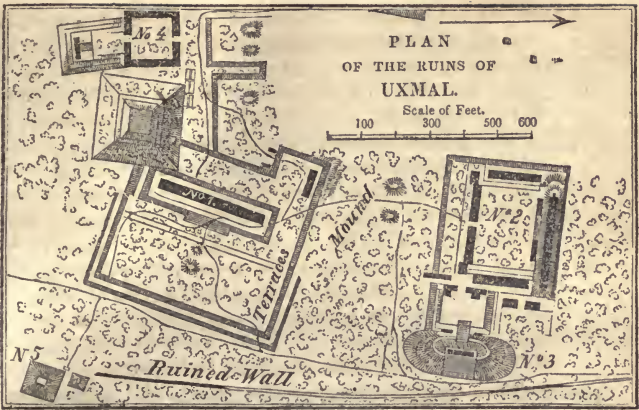 PLAN
OF THE RUINS OF
UXMAL.
Scale of Feet.
100 300 500 600
No 4
No 1.
No 2
Mound
Terraces
No 5
Ruined Wall
No 3